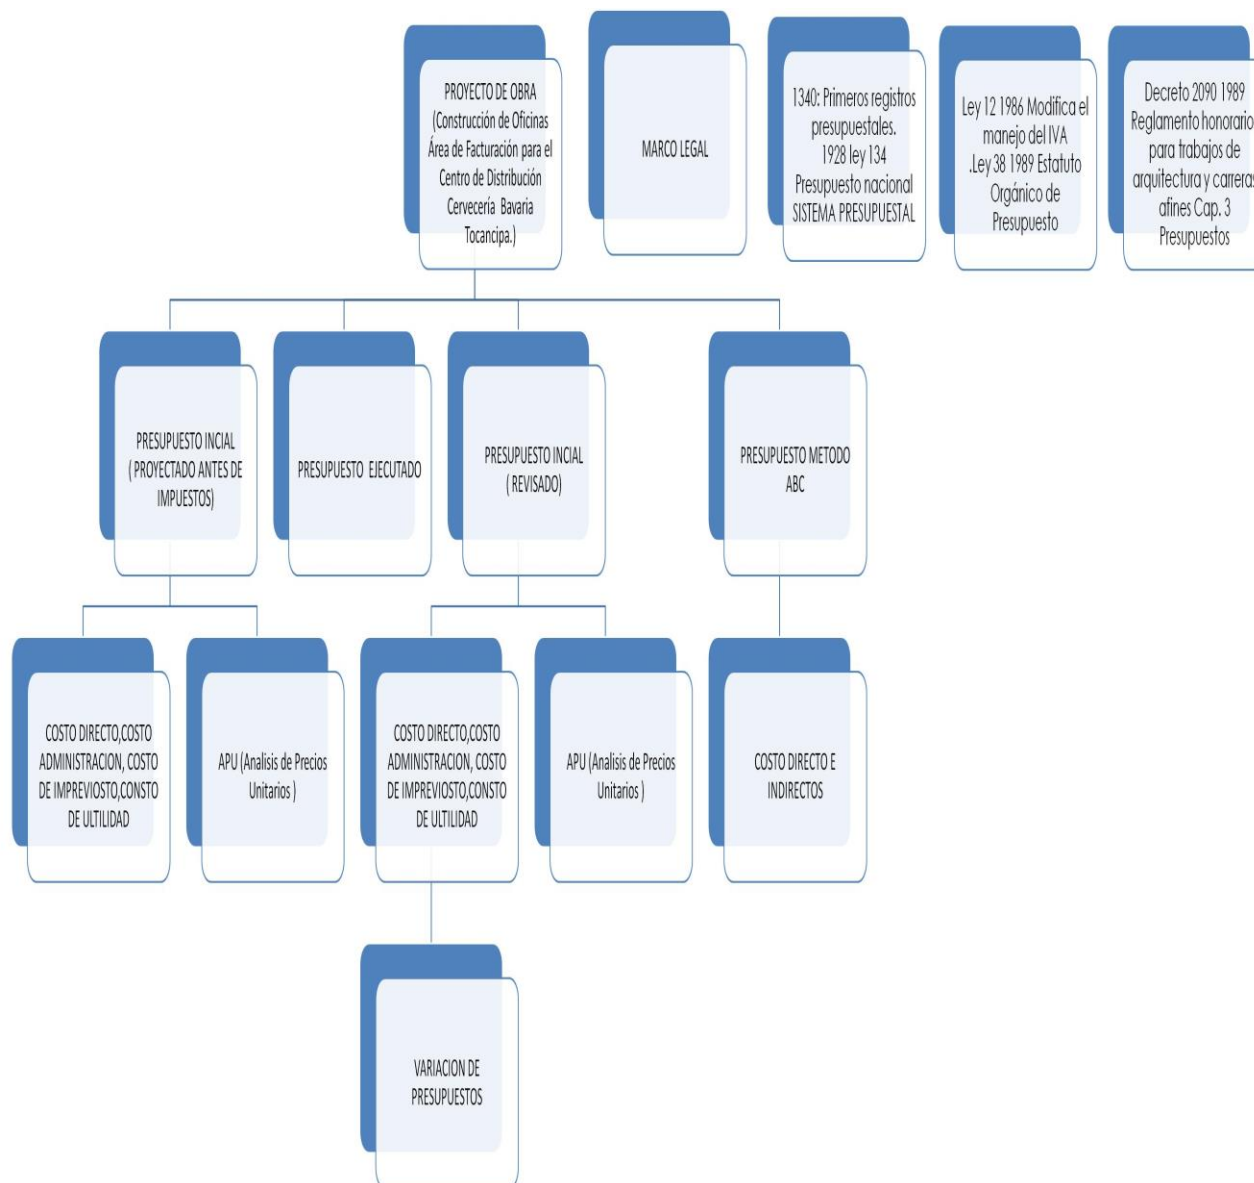 PROYECTO DE OBRA
(Construcción de Oficinas
Área de Facturación para el
Centro de Distribución
Cervecería Bavaria
Tocancipa.)
MARCO LEGAL
1340: Primeros registros
presupuestales.
1928 ley 134
Presupuesto nacional
SISTEMA PRESUPUESTAL
Ley 12 1986 Modifica el
manejo del IVA
.Ley 38 1989 Estatuto
Orgánico de
Presupuesto
Decreto 2090 1989
Reglamento honorario
para trabajos de
arquitectura y carreras
afines Cap. 3
Presupuestos
PRESUPUESTO INCIAL
( PROYECTADO ANTES DE
IMPUESTOS)
PRESUPUESTO EJECUTADO
PRESUPUESTO INCIAL
( REVISADO)
PRESUPUESTO METODO
ABC
COSTO DIRECTO,COSTO
ADMINISTRACION, COSTO
DE IMPREVIOSTO,CONSTO
DE ULTILIDAD
APU (Analisis de Precios
Unitarios )
COSTO DIRECTO,COSTO
ADMINISTRACION, COSTO
DE IMPREVIOSTO,CONSTO
DE ULTILIDAD
APU (Analisis de Precios
Unitarios )
COSTO DIRECTO E
INDIRECTOS
VARIACION DE
PRESUPUESTOS